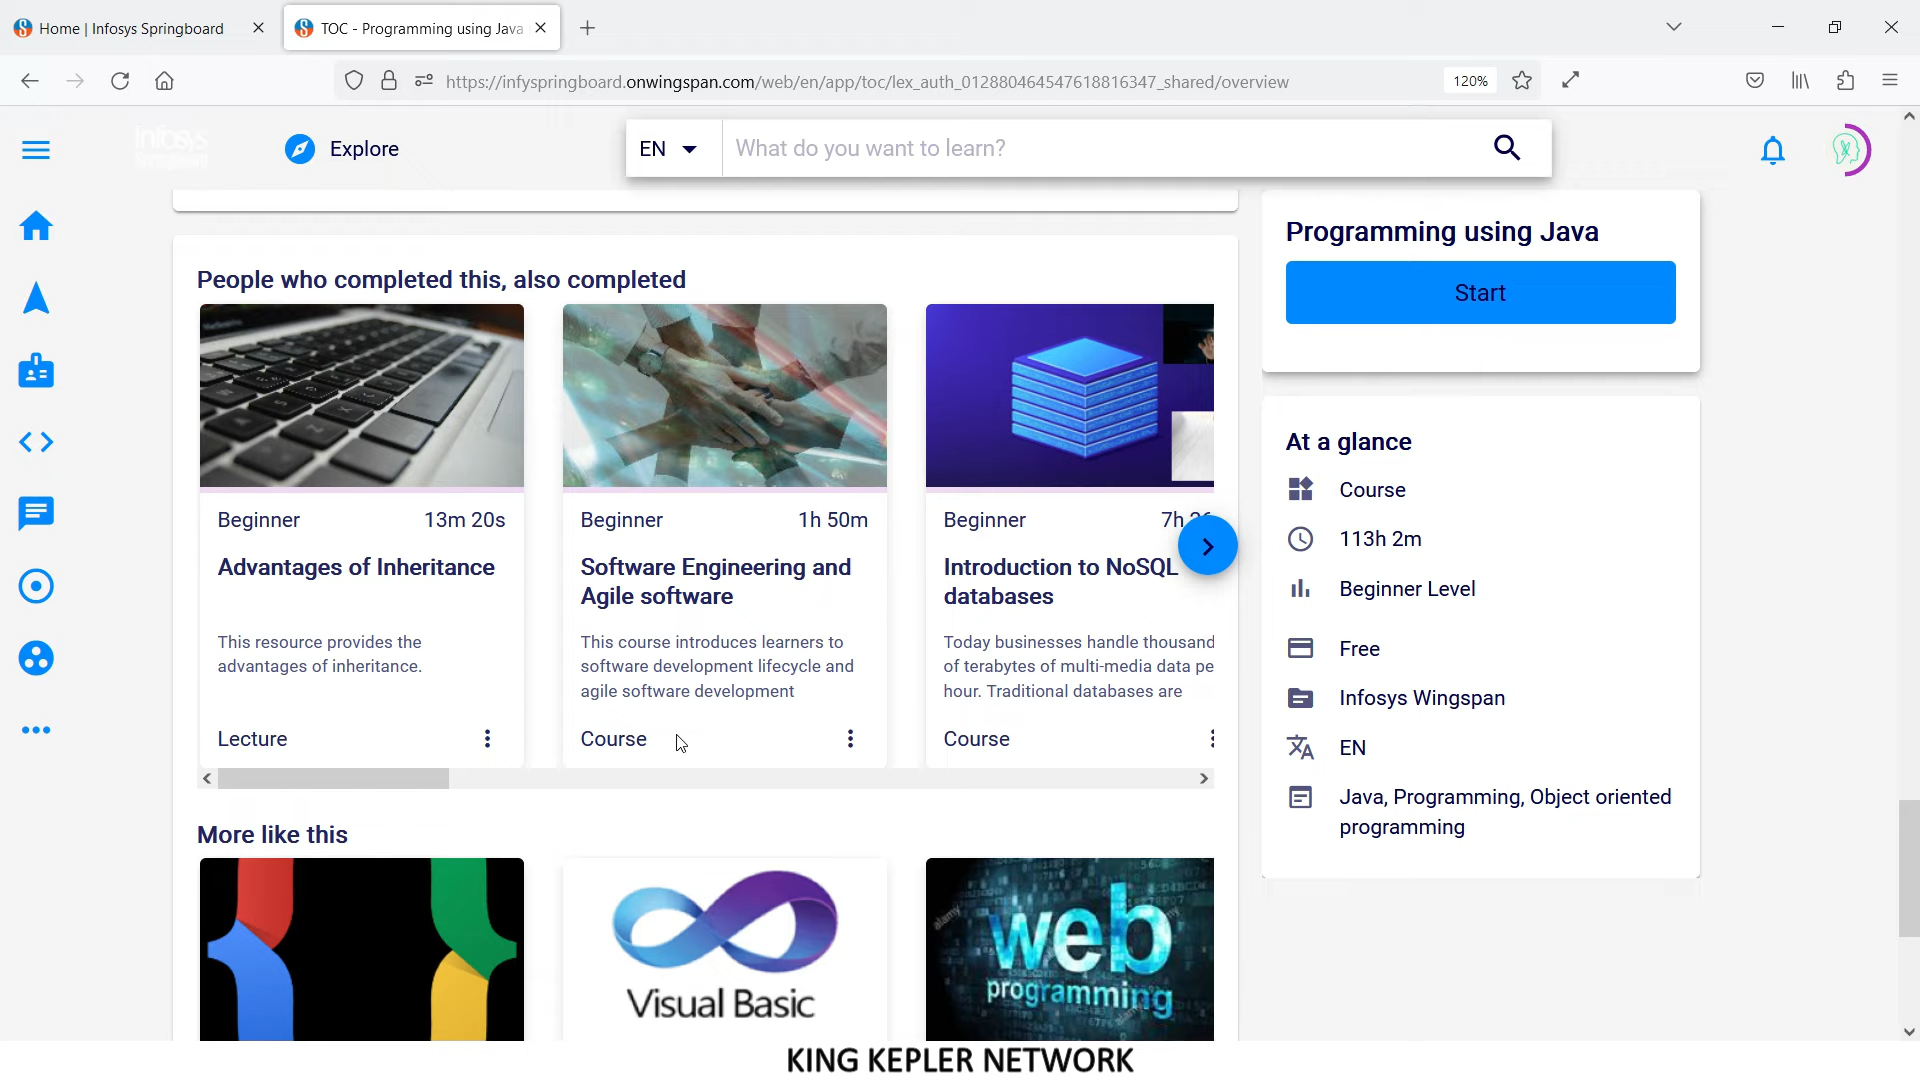 Home | Infosys Springboard
TOC - Programming using Java
https://infyspringboard.onwingspan.com/web/en/app/toc/lex_auth_012880464547618816347_shared/overview
120%
Infosys
Springboard
Explore
EN
What do you want to learn?
People who completed this, also completed
Beginner 13m 20s
Advantages of Inheritance
This resource provides the
advantages of inheritance.
Lecture
Beginner 1h 50m
Software Engineering and
Agile software
This course introduces learners to
software development lifecycle and
agile software development
Course
Beginner 7h
Introduction to NoSQL
databases
Today businesses handle thousand
of terabytes of multi-media data pe
hour. Traditional databases are
Course
More like this
Visual Basic
alamy
web
programming
Programming using Java
Start
At a glance
Course
113h 2m
Beginner Level
Free
Infosys Wingspan
EN
Java, Programming, Object oriented
programming
KING KEPLER NETWORK